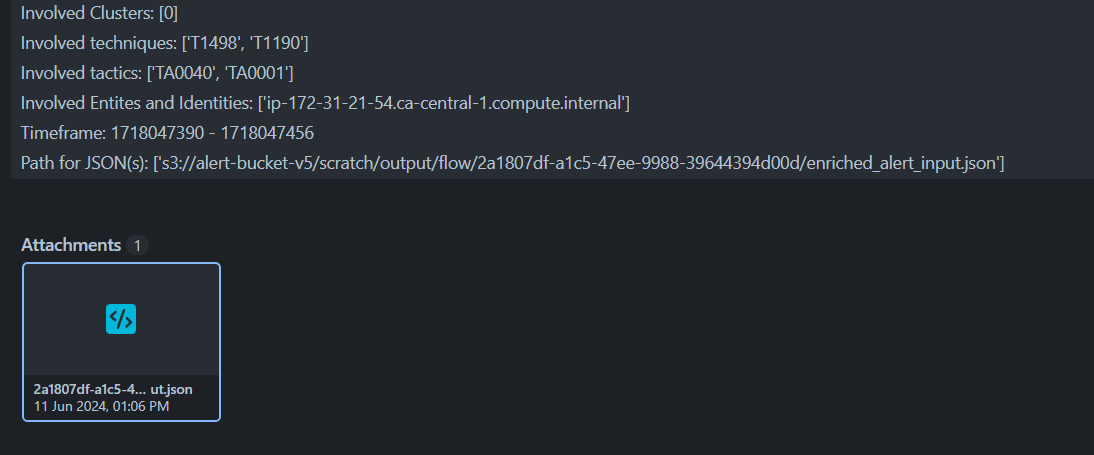 Involved Clusters: [0]
Involved techniques: ['T1498', 'T1190']
Involved tactics: ['TA0040', 'TA0001']
Involved Entites and Identities: ['ip-172-31-21-54.ca-central-1.compute.internal']
Timeframe: 1718047390 - 1718047456
Path for JSON(s): ['s3://alert-bucket-v5/scratch/output/flow/2a1807df-a1c5-47ee-9988-39644394d00d/enriched_alert_input.json']
Attachments 1
</>
2a1807df-a1c5-4... ut.json
11 Jun 2024, 01:06 PM